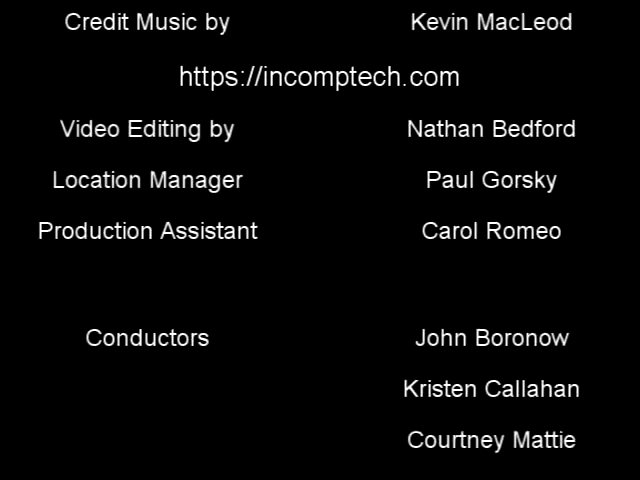 Credit Music by Kevin MacLeod
https://incomptech.com
Video Editing by Nathan Bedford
Location Manager Paul Gorsky
Production Assistant Carol Romeo
Conductors John Boronow
Kristen Callahan
Courtney Mattie